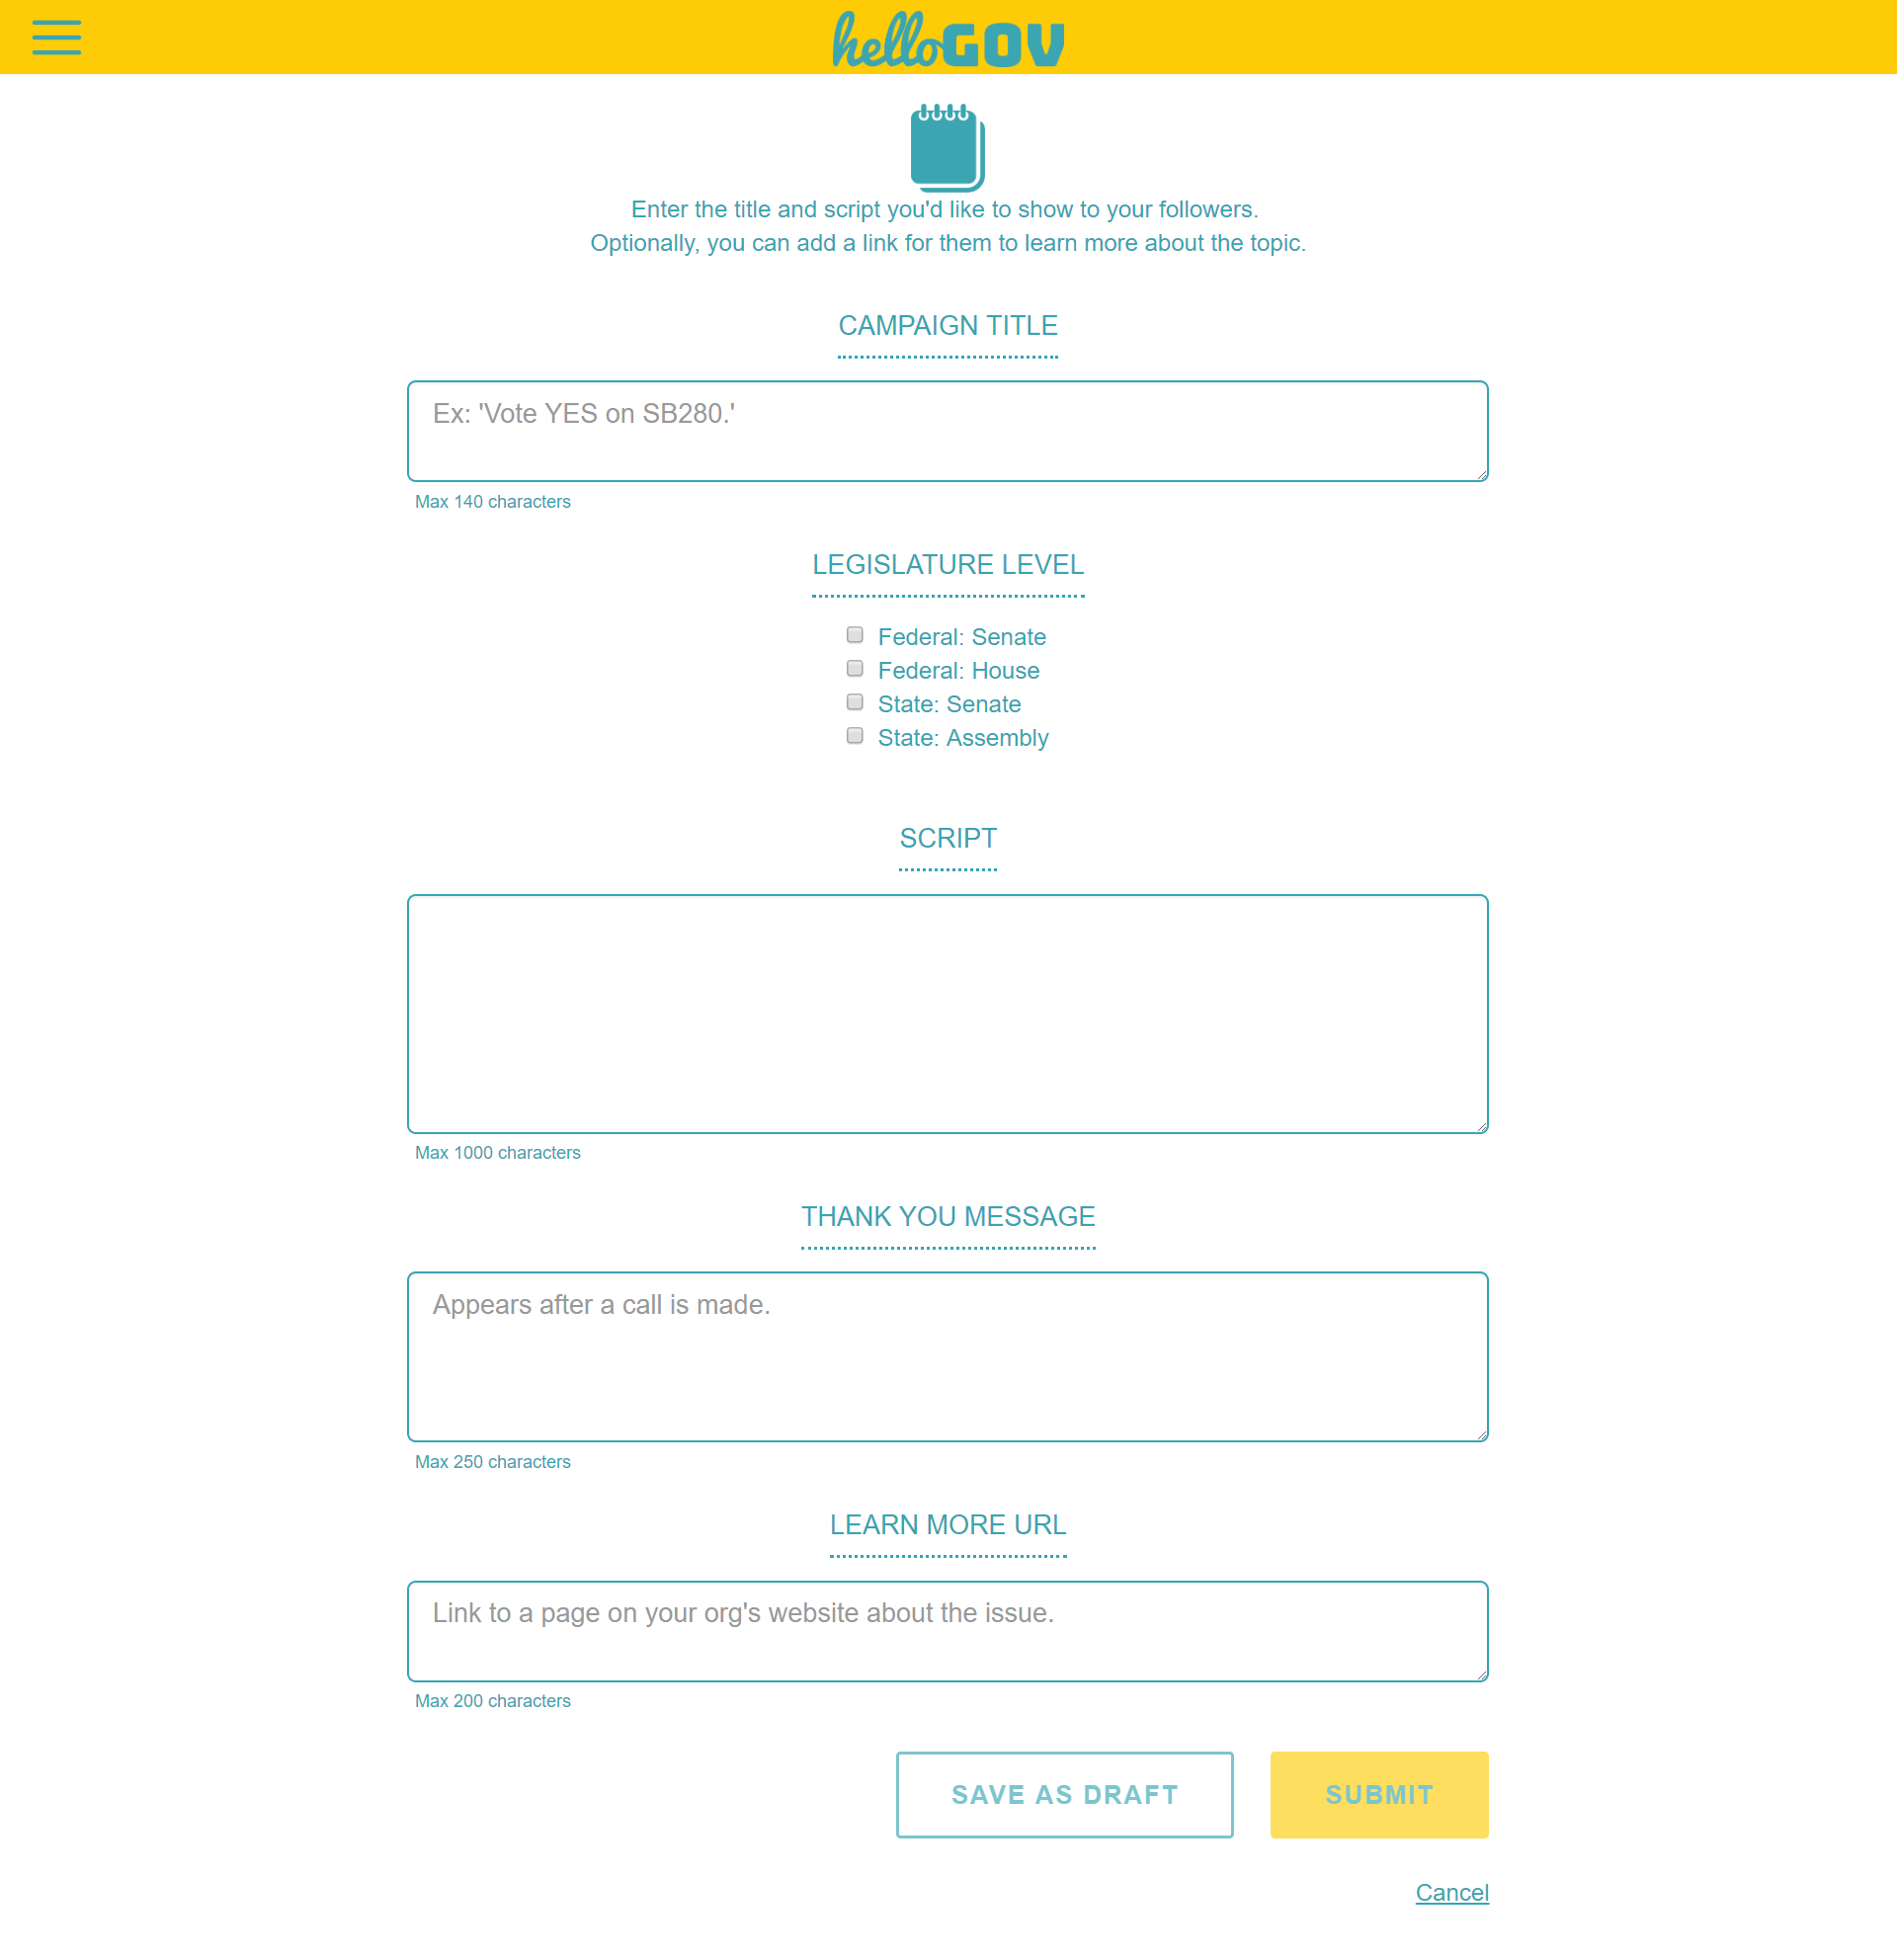 helloGOV
Enter the title and script you'd like to show to your followers.
Optionally, you can add a link for them to learn more about the topic.
CAMPAIGN TITLE
Ex: 'Vote YES on SB280.'
Max 140 characters
LEGISLATURE LEVEL
Federal: Senate
Federal: House
State: Senate
State: Assembly
SCRIPT
Max 1000 characters
THANK YOU MESSAGE
Appears after a call is made.
Max 250 characters
LEARN MORE URL
Link to a page on your org's website about the issue.
Max 200 characters
SAVE AS DRAFT SUBMIT
Cancel